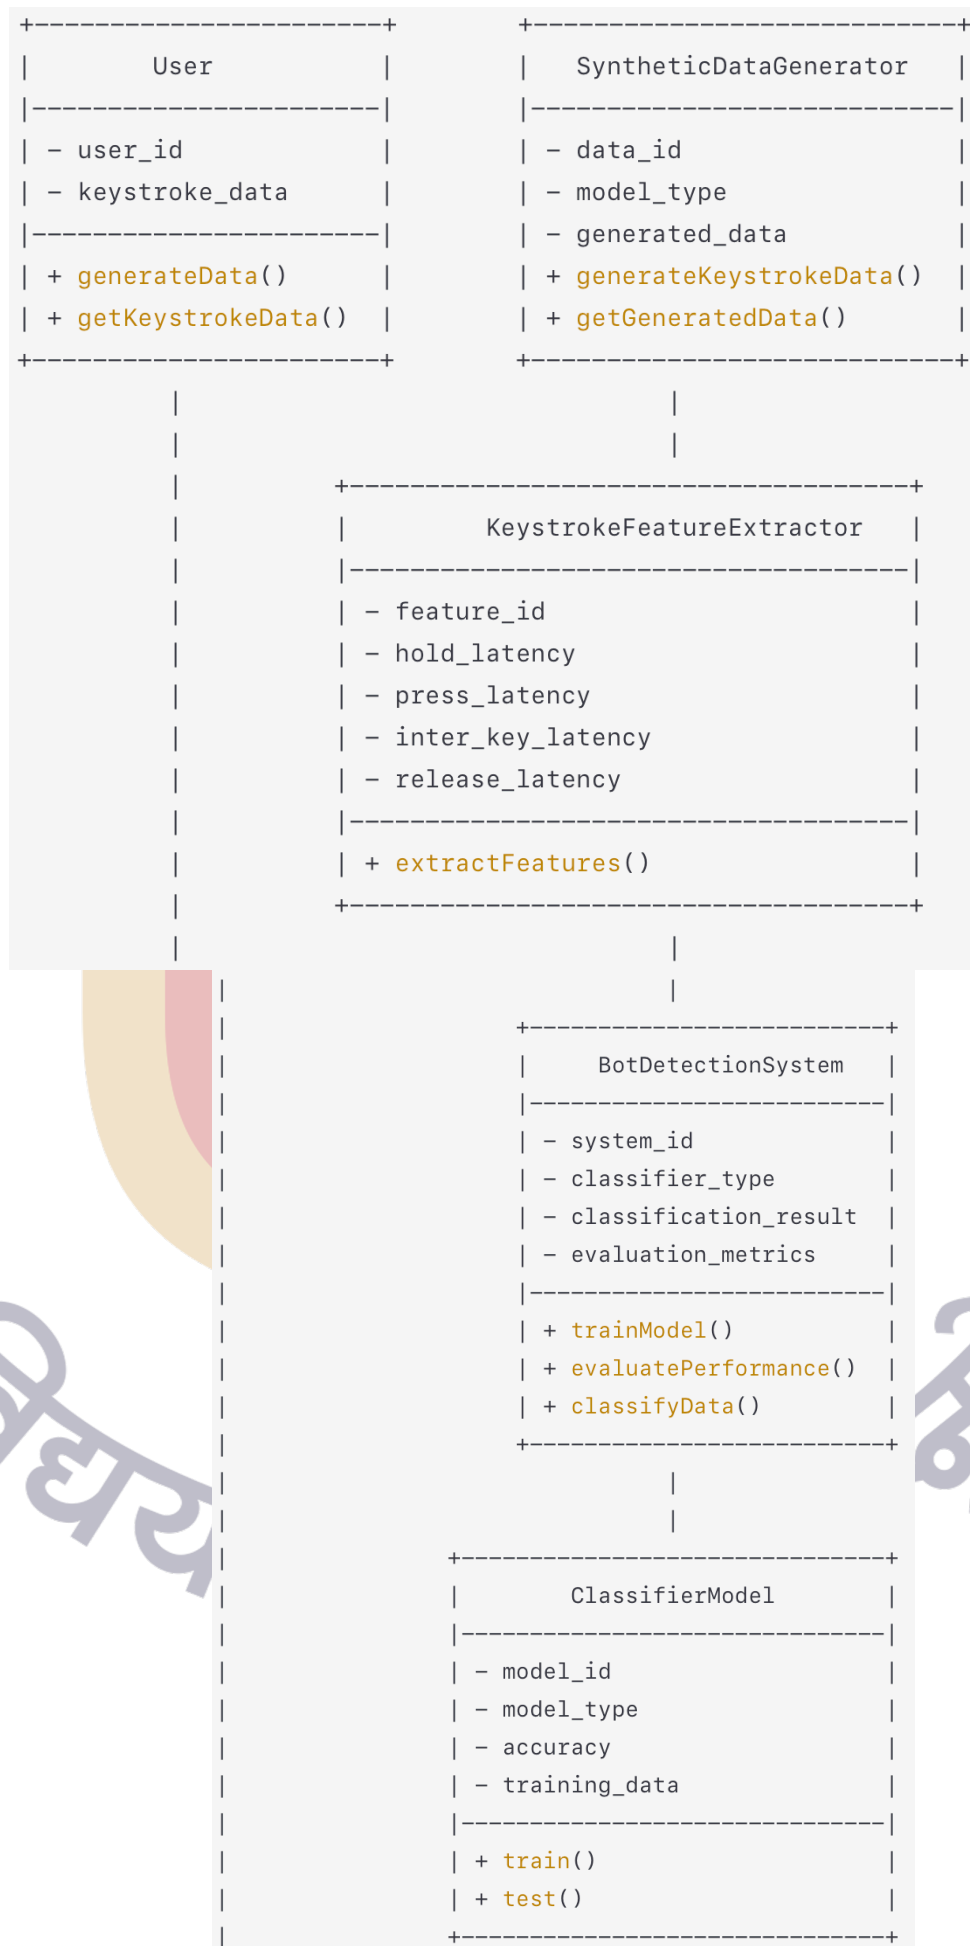 User
SyntheticDataGenerator
- user_id
- data_id
- keystroke_data
- model_type
- generated_data
+ generateData()
+ generateKeystrokeData()
+ getKeystrokeData()
+ getGeneratedData()
KeystrokeFeatureExtractor
- feature_id
- hold_latency
- press_latency
- inter_key_latency
- release_latency
+ extractFeatures()
BotDetectionSystem
- system_id
- classifier_type
- classification_result
- evaluation_metrics
+ trainModel()
+ evaluatePerformance()
+ classifyData()
ClassifierModel
- model_id
- model_type
- accuracy
- training_data
+ train()
+ test()